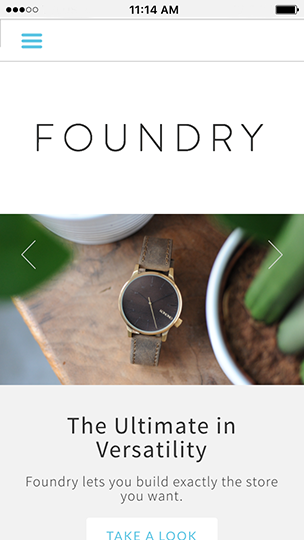 11:14 AM
FOUNDRY
The Ultimate in
Versatility
Foundry lets you build exactly the store
you want.
TAKE A LOOK